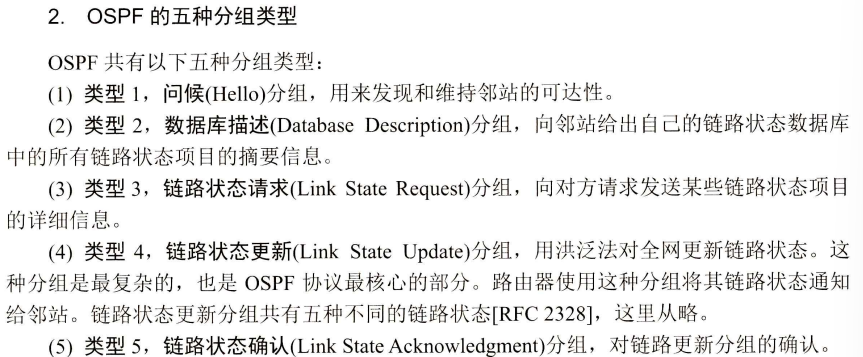 2. OSPF 的五种分组类型
OSPF 共有以下五种分组类型：
(1) 类型 1，问候(Hello)分组，用来发现和维持邻站的可达性。
(2) 类型 2，数据库描述(Database Description)分组，向邻站给出自己的链路状态数据库
中的所有链路状态项目的摘要信息。
(3) 类型 3，链路状态请求(Link State Request)分组，向对方请求发送某些链路状态项目
的详细信息。
(4) 类型 4，链路状态更新(Link State Update)分组，用洪泛法对全网更新链路状态。这
种分组是最复杂的，也是 OSPF 协议最核心的部分。路由器使用这种分组将其链路状态通知
给邻站。链路状态更新分组共有五种不同的链路状态[RFC 2328]，这里从略。
(5) 类型 5，链路状态确认(Link State Acknowledgment)分组，对链路更新分组的确认。